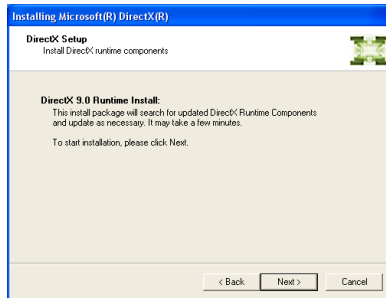 Installing Microsoft(R) DirectX(R)
DirectX Setup
Install DirectX runtime components
DirectX 9.0 Runtime Install:
This install package will search for updated DirectX Runtime Components
and update as necessary. It may take a few minutes.
To start installation, please click Next.
< Back
Next >
Cancel